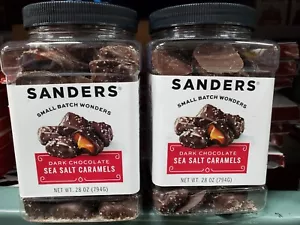 SANDERS®
SMALL BATCH WONDERS
DARK CHOCOLATE
SEA SALT CARAMELS
NET WT. 28 OZ (794G)
SANDERS®
SMALL BATCH WONDERS
DARK CHOCOLATE
SEA SALT CARAMELS
NET WT. 28 OZ (794G)